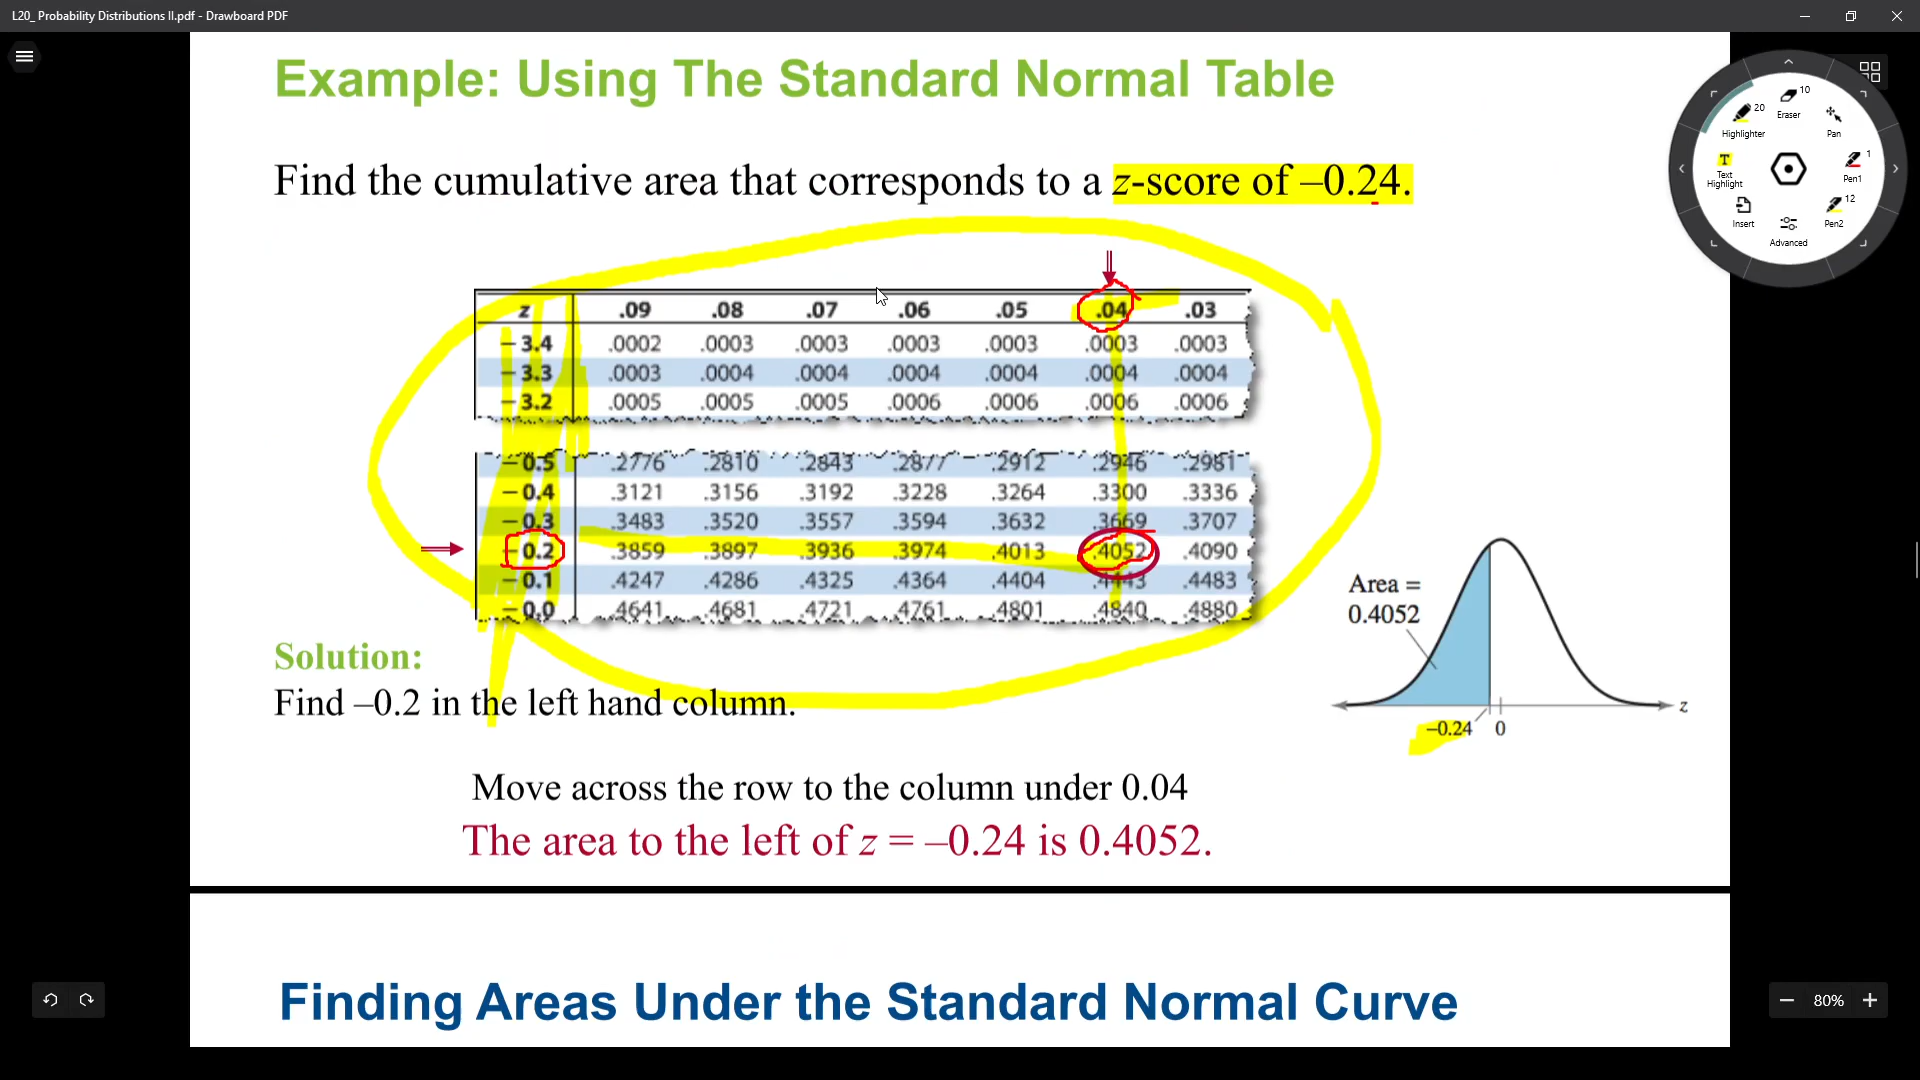 L20_ Probability Distributions II.pdf - Drawboard PDF
Example: Using The Standard Normal Table
Find the cumulative area that corresponds to a z-score of –0.24.
z .09 .08 .07 .06 .05 .04 .03
– 3.4 .0002 .0003 .0003 .0003 .0003 .0003 .0003
– 3.3 .0003 .0004 .0004 .0004 .0004 .0004 .0004
– 3.2 .0005 .0005 .0005 .0006 .0006 .0006 .0006
– 0.5 .2776 .2810 .2843 .2877 .2912 .2946 .2981
– 0.4 .3121 .3156 .3192 .3228 .3264 .3300 .3336
– 0.3 .3483 .3520 .3557 .3594 .3632 .3669 .3707
– 0.2 .3859 .3897 .3936 .3974 .4013 .4052 .4090
– 0.1 .4247 .4286 .4325 .4364 .4404 .4443 .4483
– 0.0 .4641 .4681 .4721 .4761 .4801 .4840 .4880
Area =
0.4052
–0.24 0 z
Solution:
Find –0.2 in the left hand column.
Move across the row to the column under 0.04
The area to the left of z = –0.24 is 0.4052.
Finding Areas Under the Standard Normal Curve
10
Eraser
20
Highlighter
Pan
T
Text
Highlight
1
Pen1
Insert
12
Pen2
Advanced
80%